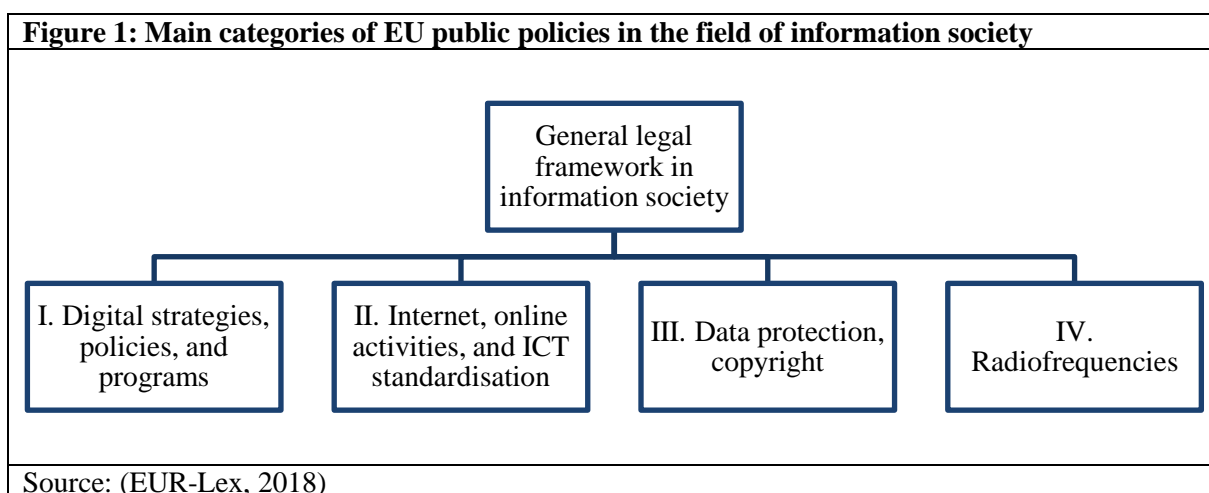 Figure 1: Main categories of EU public policies in the field of information society
General legal
framework in
information society
I. Digital strategies,
policies, and
programs
II. Internet, online
activities, and ICT
standardisation
III. Data protection,
copyright
IV.
Radiofrequencies
Source: (EUR-Lex, 2018)